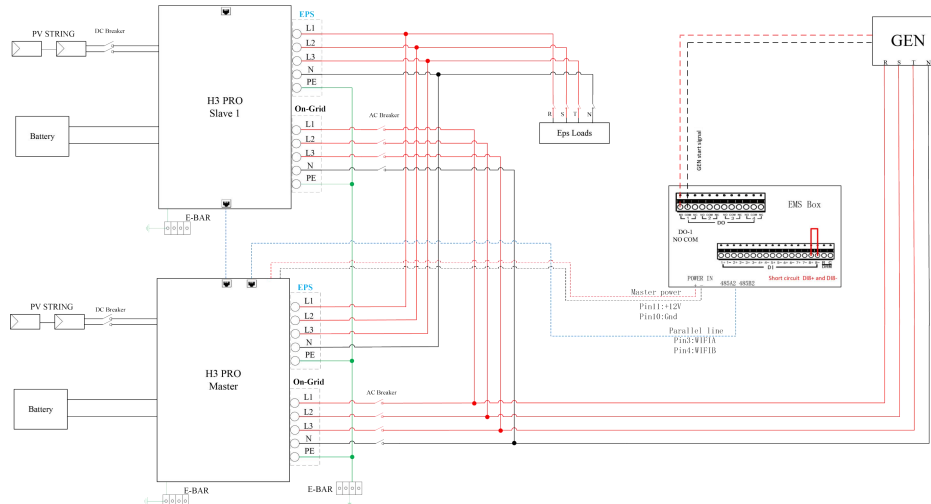 PV STRING
DC Breaker
Battery
H3 PRO
Slave 1
EPS
L1
L2
L3
N
PE
On-Grid
L1
L2
L3
N
PE
AC Breaker
E-BAR
R
S
T
N
Eps Loads
GEN
R
S
T
N
GEN start signal
EMS Box
DO
DO-1
NO COM
DI
Short circuit DI8+ and DI8-
POWER IN
485A2 485B2
Master power
Pin11:+12V
Pin10:Gnd
Parallel line
Pin3:WIFIA
Pin4:WIFIB
PV STRING
DC Breaker
Battery
H3 PRO
Master
EPS
L1
L2
L3
N
PE
On-Grid
L1
L2
L3
N
PE
AC Breaker
E-BAR
E-BAR